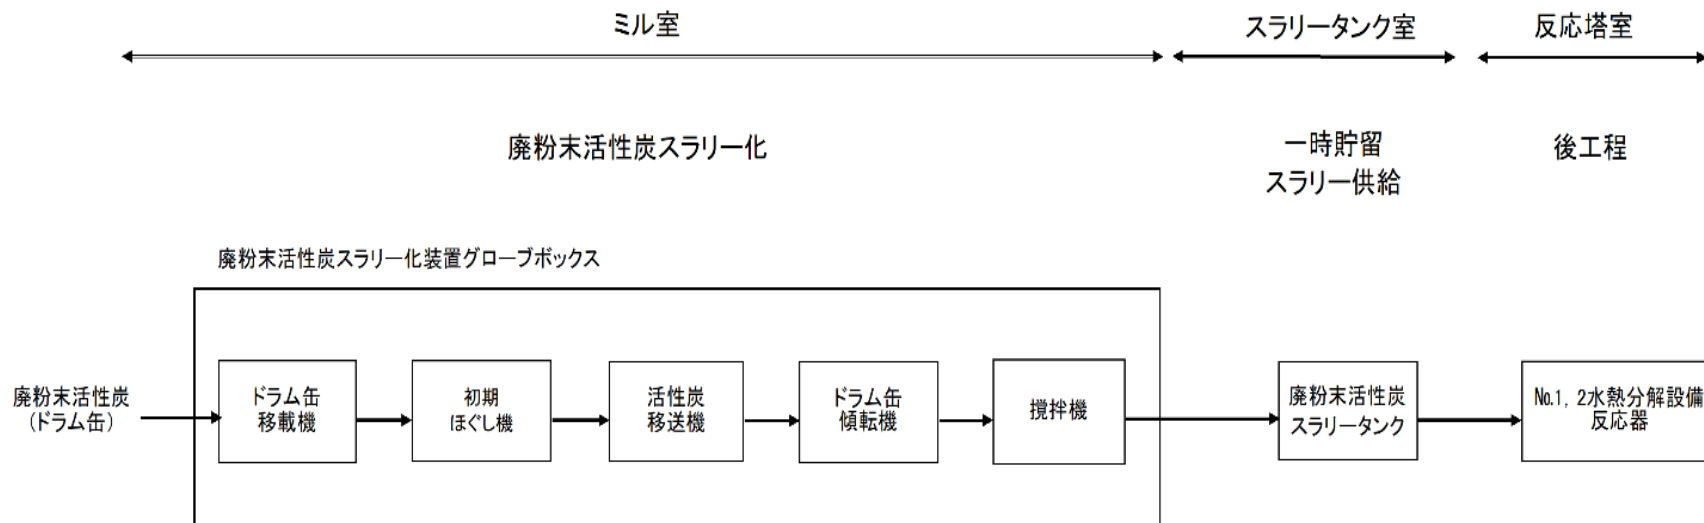 ミル室
スラリータンク室
反応塔室
廃粉末活性炭スラリー化
一時貯留
スラリー供給
後工程
廃粉末活性炭スラリー化装置グローブボックス
廃粉末活性炭
(ドラム缶)
ドラム缶
移載機
初期
ほぐし機
活性炭
移送機
ドラム缶
傾転機
撹拌機
廃粉末活性炭
スラリータンク
No.1, 2水熱分解設備
反応器